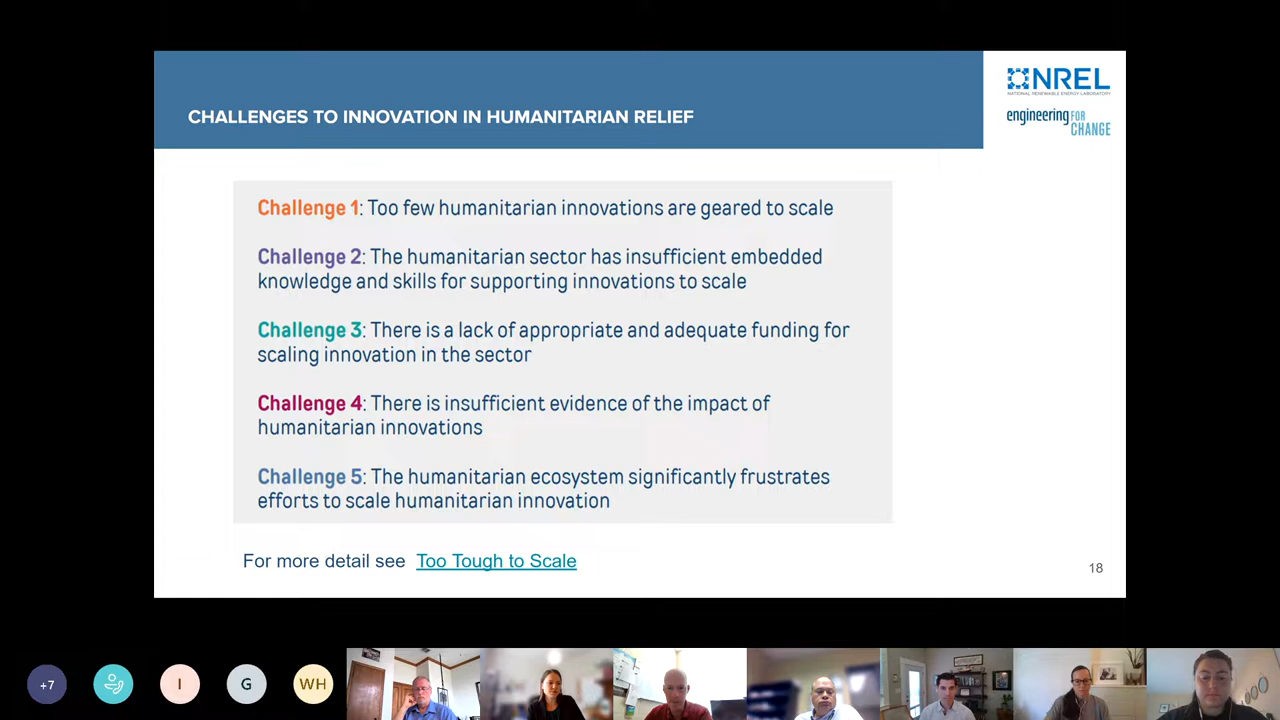 NREL
NATIONAL RENEWABLE ENERGY LABORATORY
CHALLENGES TO INNOVATION IN HUMANITARIAN RELIEF
engineering FOR
CHANGE
Challenge 1: Too few humanitarian innovations are geared to scale
Challenge 2: The humanitarian sector has insufficient embedded
knowledge and skills for supporting innovations to scale
Challenge 3: There is a lack of appropriate and adequate funding for
scaling innovation in the sector
Challenge 4: There is insufficient evidence of the impact of
humanitarian innovations
Challenge 5: The humanitarian ecosystem significantly frustrates
efforts to scale humanitarian innovation
For more detail see Too Tough to Scale
18
+7
I
G
WH